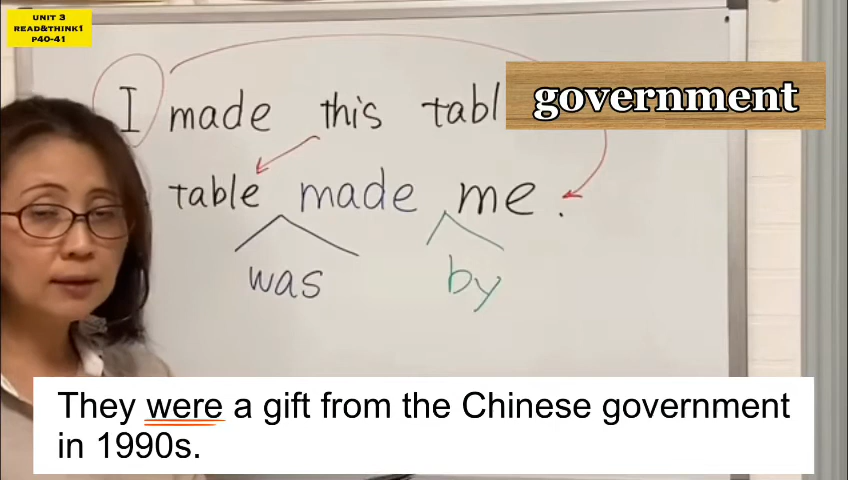 UNIT 3
READ&THINK1
P40-41
I made this tabl
government
table made me.
was by
They were a gift from the Chinese government
in 1990s.